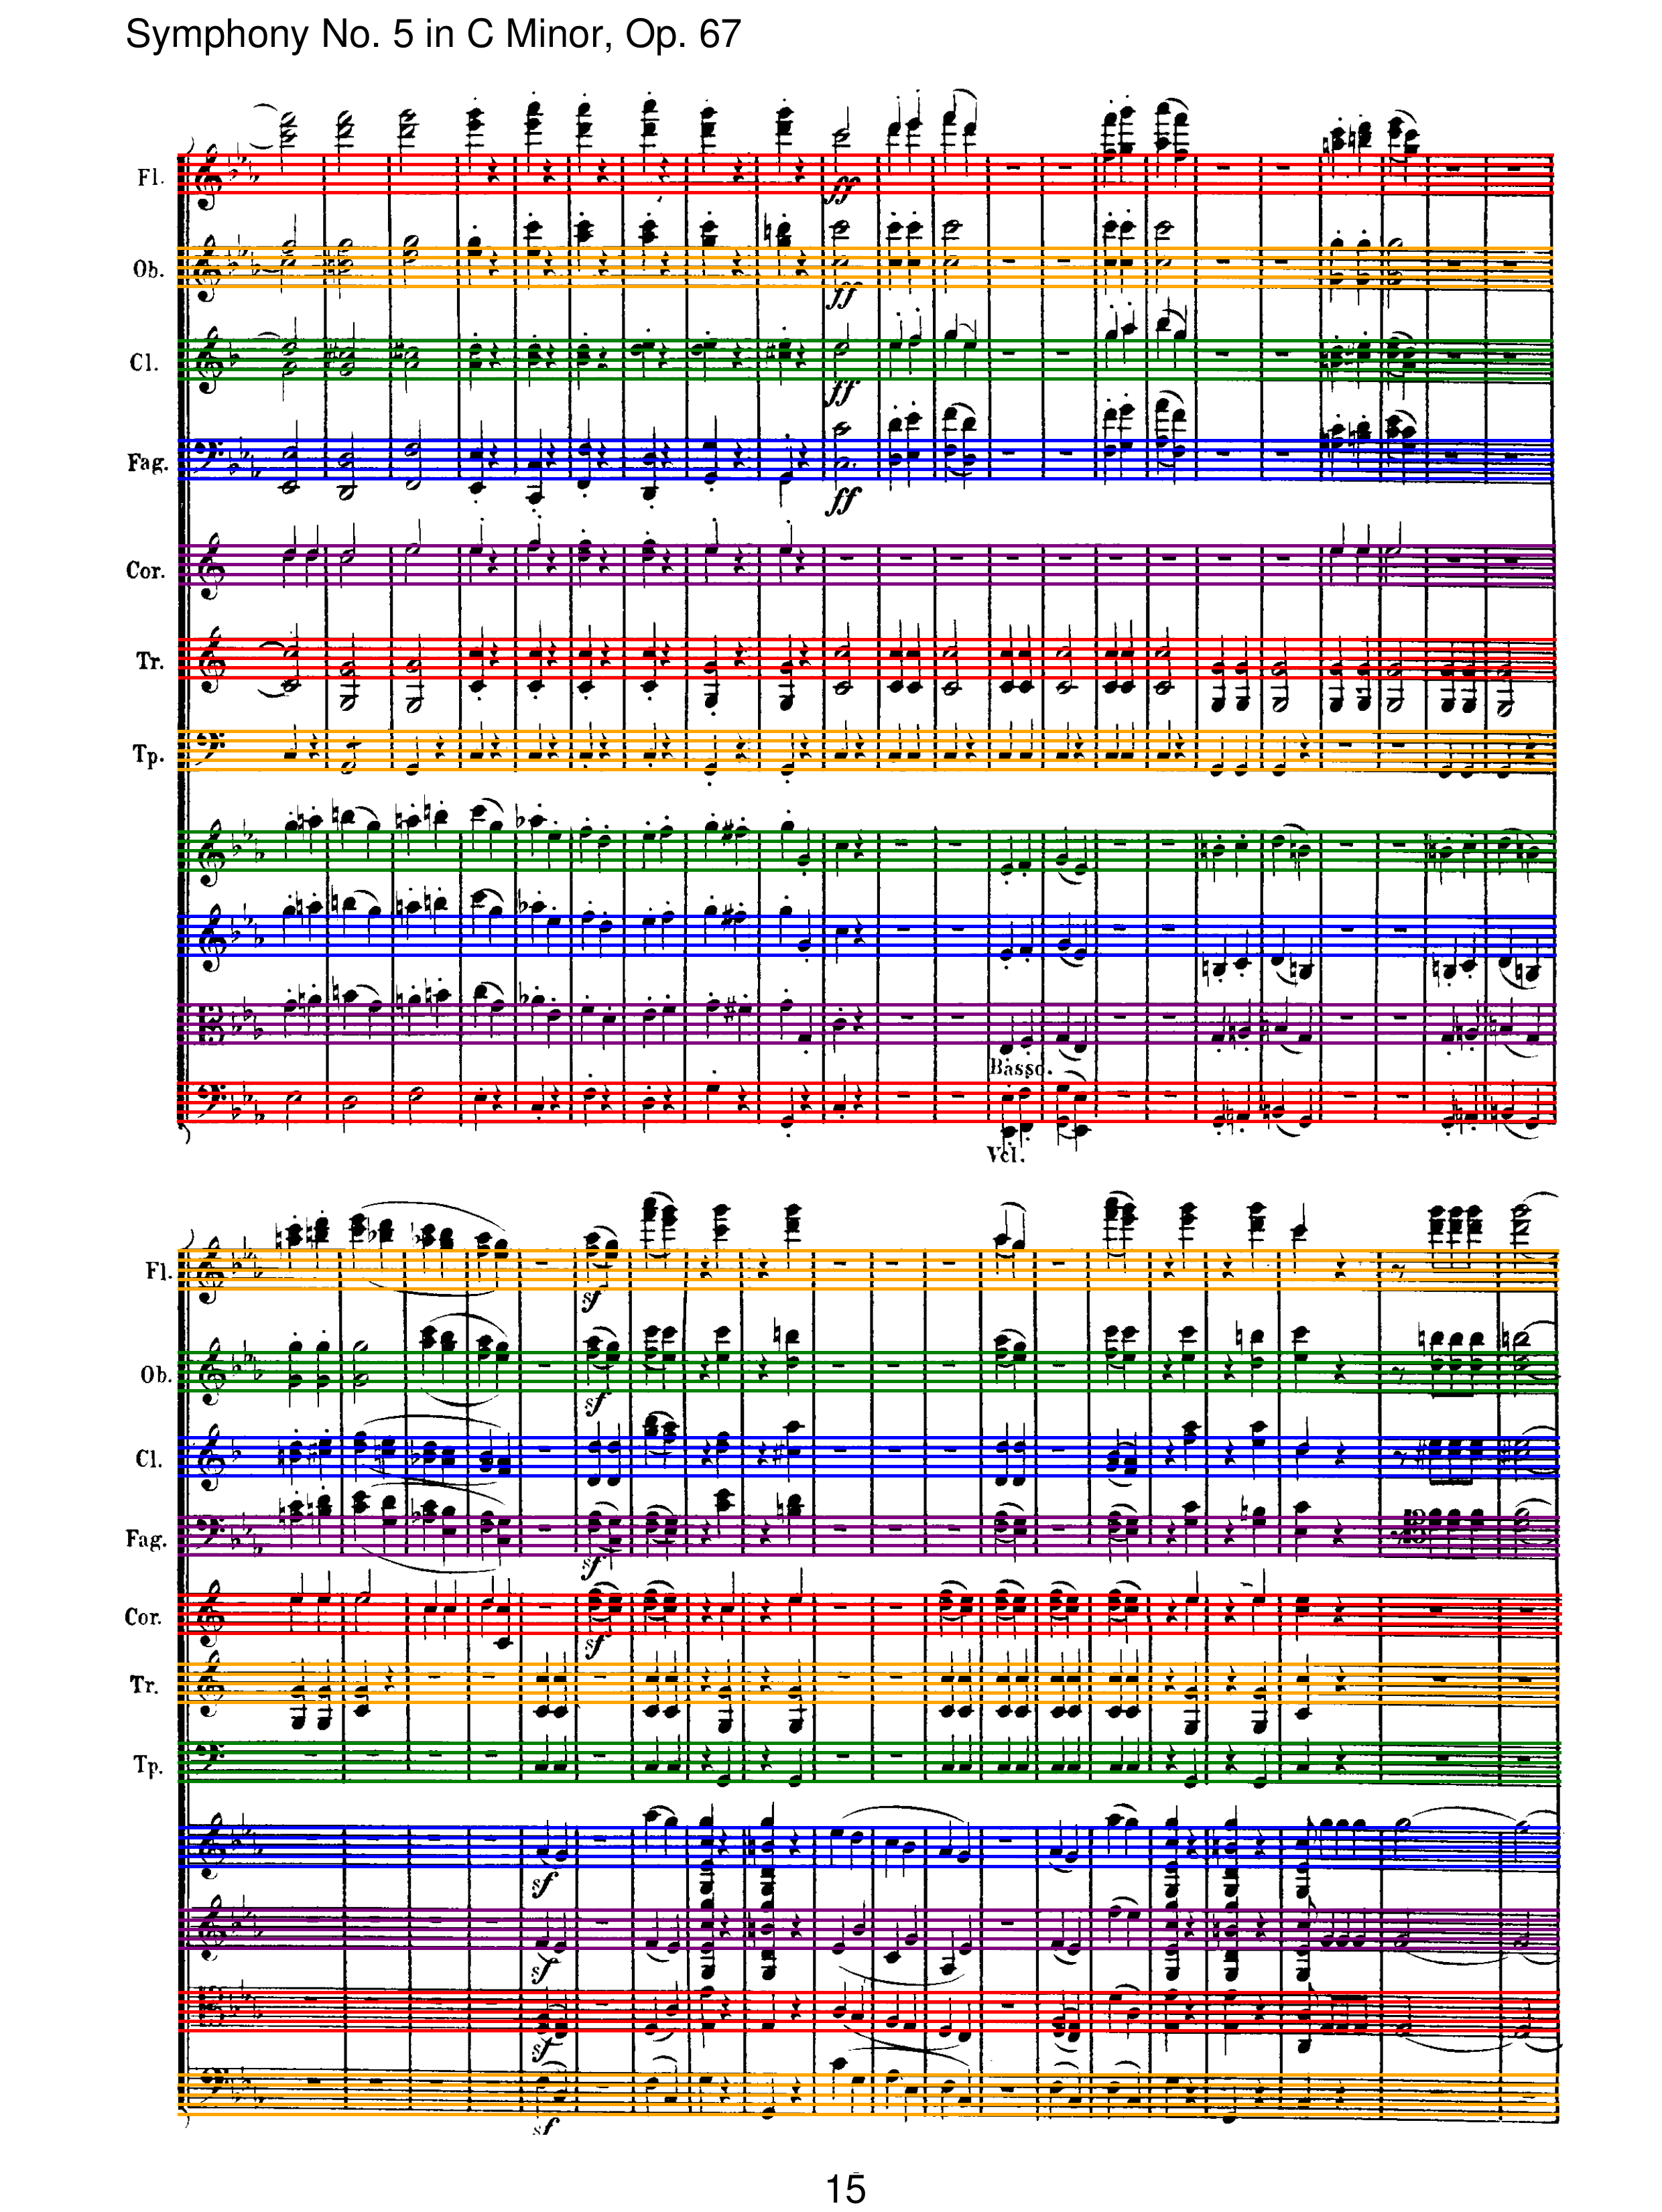 Symphony No. 5 in C Minor, Op. 67
Fl.
ff
Ob.
ff
Cl.
ff
Fag.
ff
Cor.
Tr.
Tp.
Basso.
Vcl.
Fl.
sf
Ob.
sf
Cl.
Fag.
sf
Cor.
sf
Tr.
Tp.
sf
sf
sf
sf
15